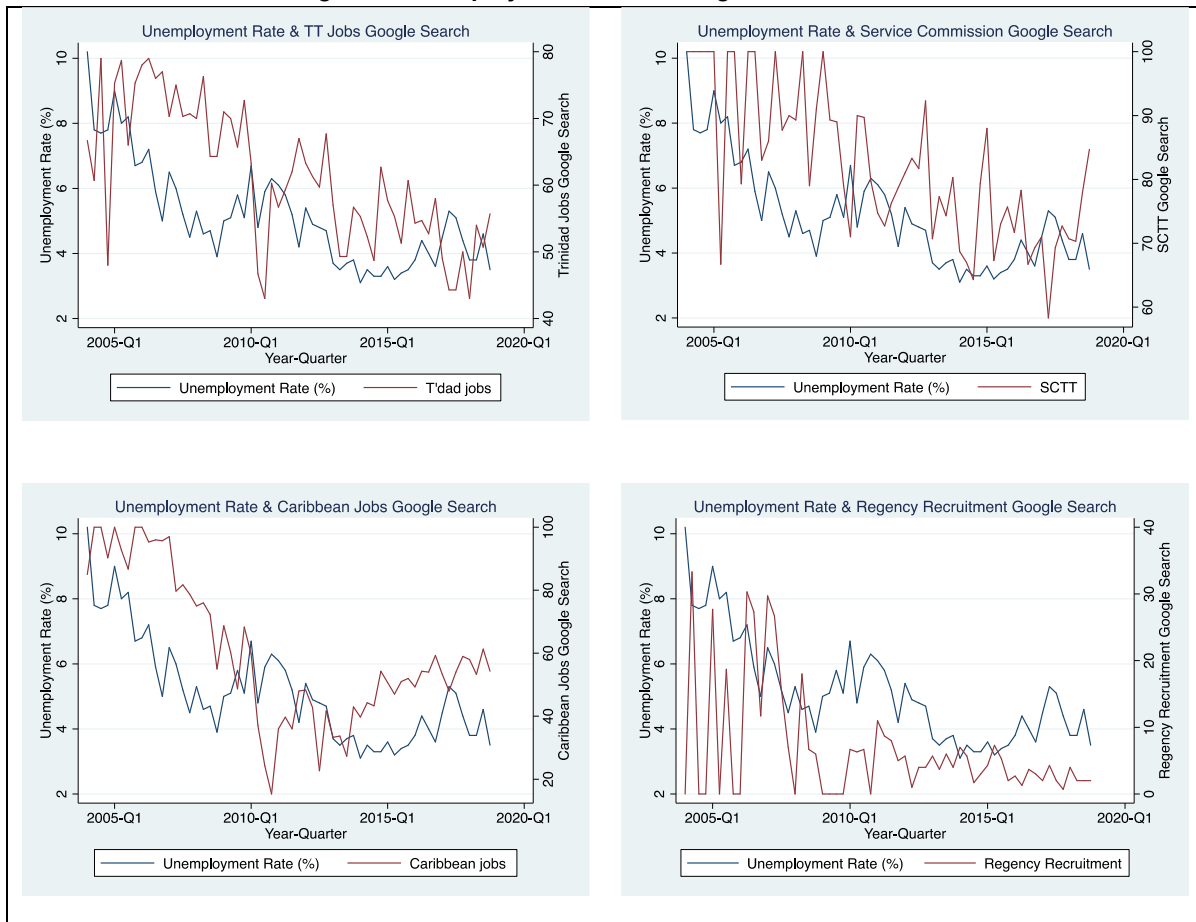 Unemployment Rate & TT Jobs Google Search
Unemployment Rate (%)
10
8
6
4
2
80
70
60
50
40
Trinidad Jobs Google Search
2005-Q1 2010-Q1 2015-Q1 2020-Q1
Year-Quarter
Unemployment Rate (%) T'dad jobs
Unemployment Rate & Service Commission Google Search
Unemployment Rate (%)
10
8
6
4
2
100
90
80
70
60
SCTT Google Search
2005-Q1 2010-Q1 2015-Q1 2020-Q1
Year-Quarter
Unemployment Rate (%) SCTT
Unemployment Rate & Caribbean Jobs Google Search
Unemployment Rate (%)
10
8
6
4
2
100
80
60
40
20
Caribbean Jobs Google Search
2005-Q1 2010-Q1 2015-Q1 2020-Q1
Year-Quarter
Unemployment Rate (%) Caribbean jobs
Unemployment Rate & Regency Recruitment Google Search
Unemployment Rate (%)
10
8
6
4
2
40
30
20
10
0
Regency Recruitment Google Search
2005-Q1 2010-Q1 2015-Q1 2020-Q1
Year-Quarter
Unemployment Rate (%) Regency Recruitment